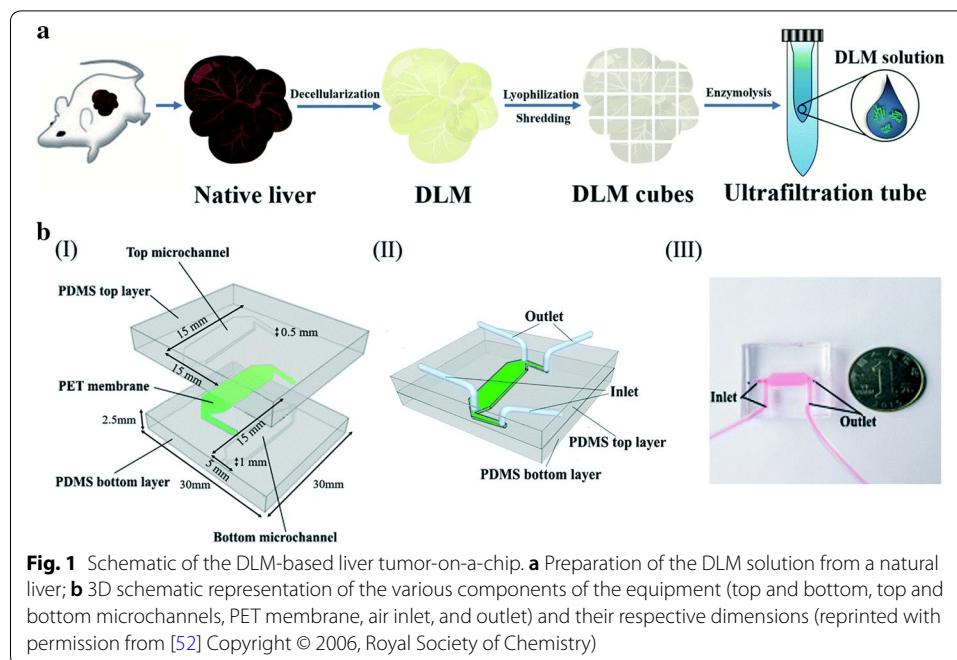 a
DLM solution
Decellularization
Lyophilization
Shredding
Enzymolysis
Native liver
DLM
DLM cubes
Ultrafiltration tube
b
(I)
(II)
(III)
Top microchannel
PDMS top layer
15 mm
0.5 mm
15 mm
PET membrane
2.5mm
15 mm
5 mm
1 mm
PDMS bottom layer
30mm
30mm
Bottom microchannel
Outlet
Inlet
PDMS top layer
PDMS bottom layer
Inlet
Outlet
Fig. 1 Schematic of the DLM-based liver tumor-on-a-chip. a Preparation of the DLM solution from a natural
liver; b 3D schematic representation of the various components of the equipment (top and bottom, top and
bottom microchannels, PET membrane, air inlet, and outlet) and their respective dimensions (reprinted with
permission from [52] Copyright © 2006, Royal Society of Chemistry)